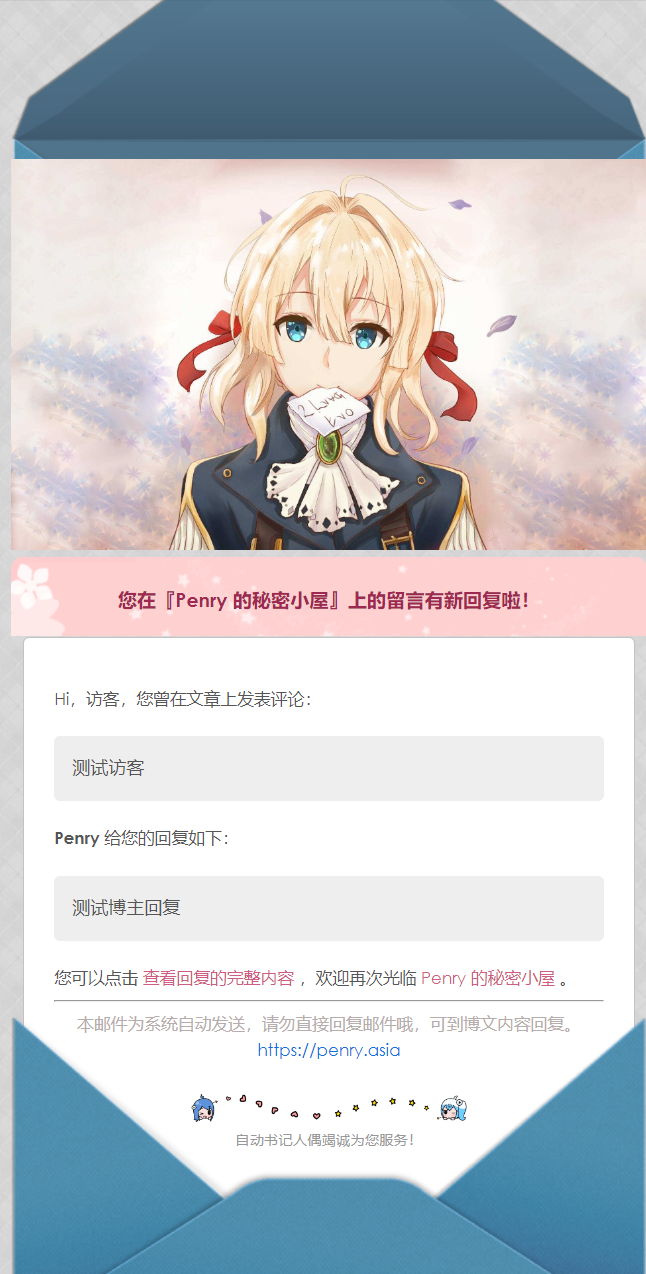 您在『Penry 的秘密小屋』上的留言有新回复啦！
Hi，访客，您曾在文章上发表评论：
测试访客
Penry 给您的回复如下：
测试博主回复
您可以点击 查看回复的完整内容 ，欢迎再次光临 Penry 的秘密小屋 。
本邮件为系统自动发送，请勿直接回复邮件哦，可到博文内容回复。
https://penry.asia
自动书记人偶竭诚为您服务！